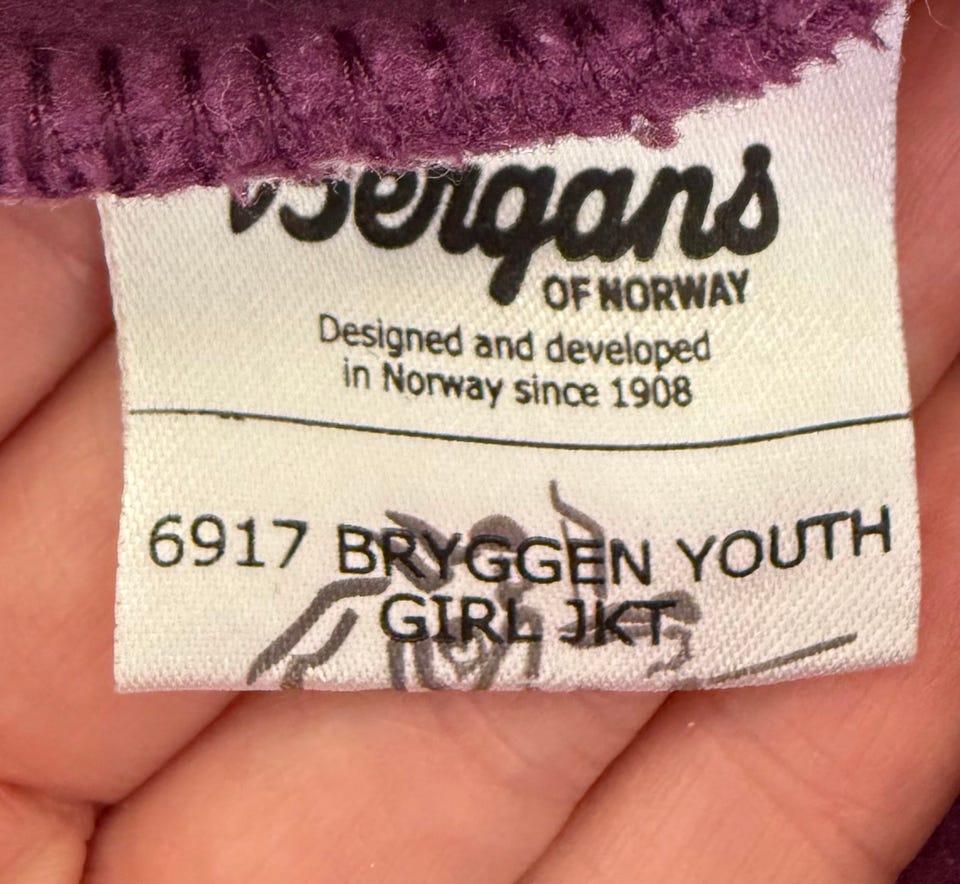 Bergans
OF NORWAY
Designed and developed
in Norway since 1908
6917 BRYGGEN YOUTH
GIRL JKT